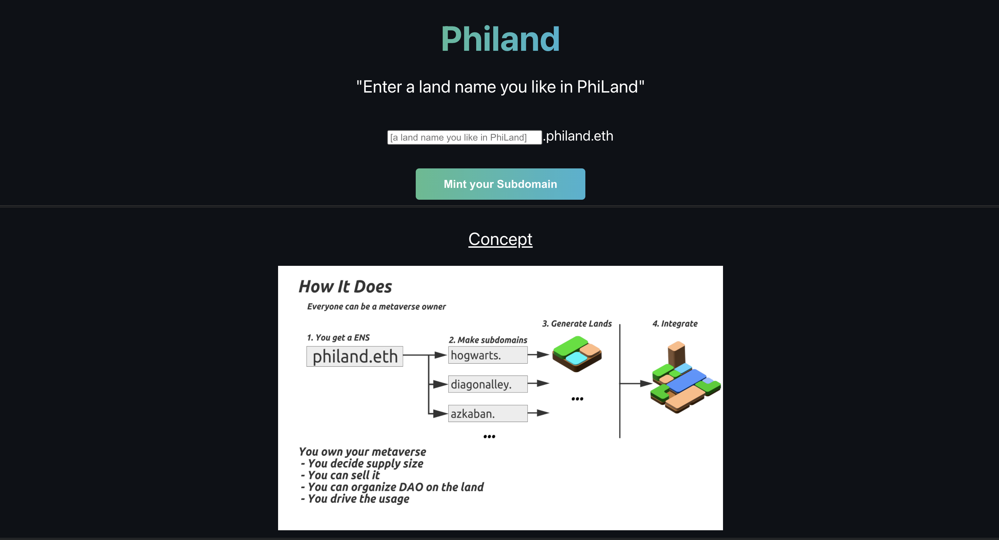 Philand
"Enter a land name you like in PhiLand"
[a land name you like in PhiLand].philand.eth
Mint your Subdomain
Concept
How It Does
Everyone can be a metaverse owner
1. You get a ENS
philand.eth
2. Make subdomains
hogwarts.
diagonalley.
azkaban.
...
3. Generate Lands
...
4. Integrate
You own your metaverse
- You decide supply size
- You can sell it
- You can organize DAO on the land
- You drive the usage